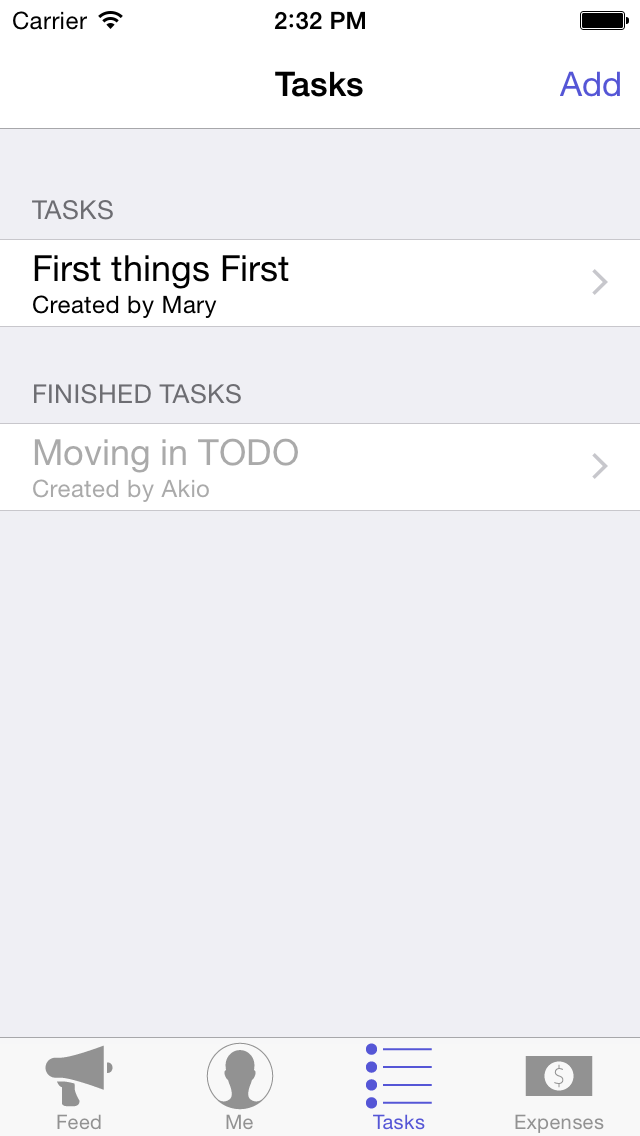 Carrier 2:32 PM
Tasks Add
TASKS
First things First
Created by Mary
FINISHED TASKS
Moving in TODO
Created by Akio
$
Feed Me Tasks Expenses